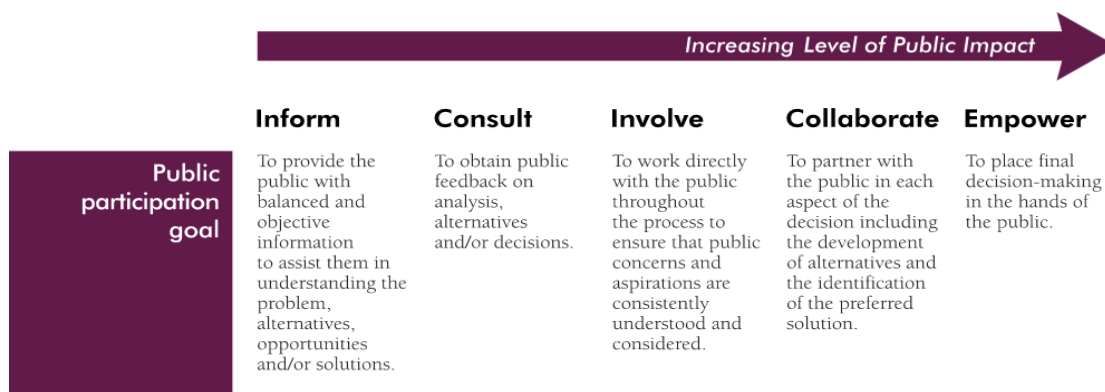 Increasing Level of Public Impact
Inform
To provide the
public with
balanced and
objective
information
to assist them in
understanding the
problem,
alternatives,
opportunities
and/or solutions.
Consult
To obtain public
feedback on
analysis,
alternatives
and/or decisions.
Involve
To work directly
with the public
throughout
the process to
ensure that public
concerns and
aspirations are
consistently
understood and
considered.
Collaborate
To partner with
the public in each
aspect of the
decision including
the development
of alternatives and
the identification
of the preferred
solution.
Empower
To place final
decision-making
in the hands of
the public.
Public
participation
goal